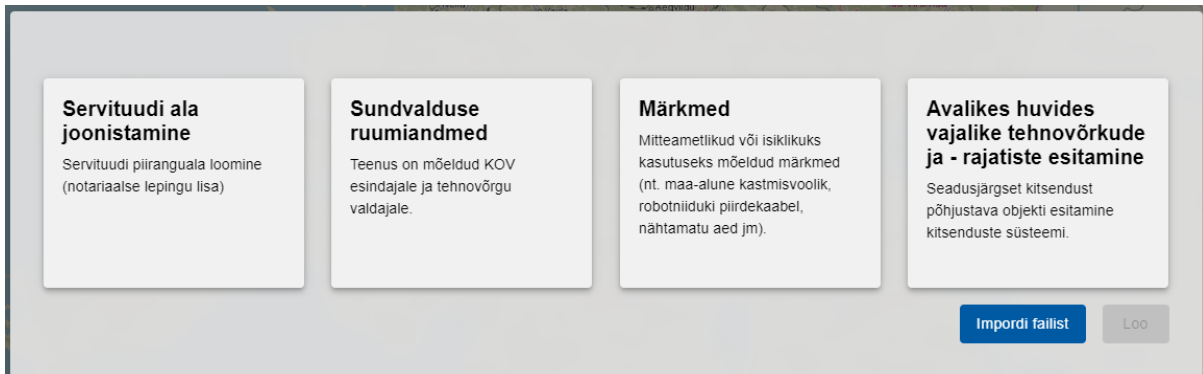 Servituudi ala
joonistamine
Servituudi piiranguala loomine
(notariaalse lepingu lisa)
Sundvalduse
ruumiandmed
Teenus on mõeldud KOV
esindajale ja tehnovõrgu
valdajale.
Märkmed
Mitteametlikud või isiklikuks
kasutuseks mõeldud märkmed
(nt. maa-alune kastmisvoolik,
robotniiduki piirdekaabel,
nähtamatu aed jm).
Avalikes huvides
vajalike tehnovõrkude
ja - rajatiste esitamine
Seadusjärgset kitsendust
põhjustava objekti esitamine
kitsenduste süsteemi.
Impordi failist
Loo